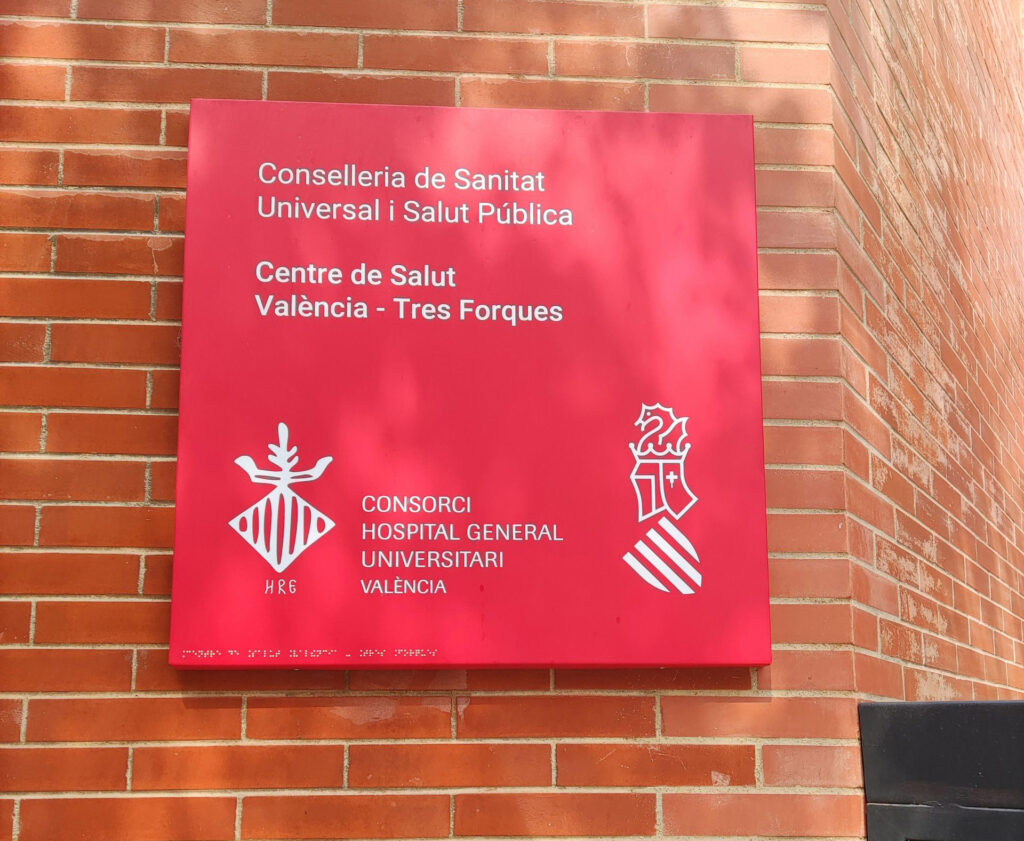 Conselleria de Sanitat
Universal i Salut Pública
Centre de Salut
València - Tres Forques
CONSORCI
HOSPITAL GENERAL
UNIVERSITARI
VALÈNCIA
HRG